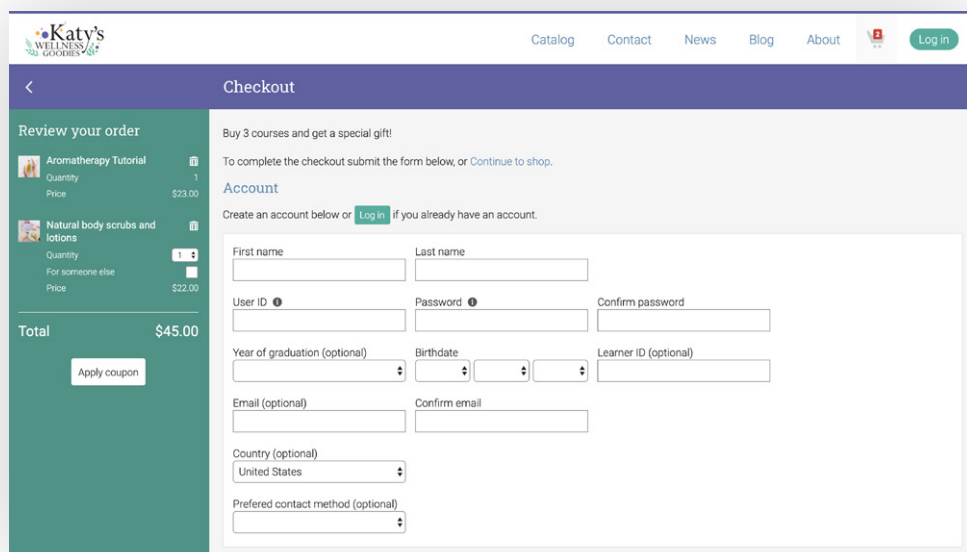 Katy's
WELLNESS
GOODIES
Catalog Contact News Blog About 2 Log in
Checkout
Review your order
Aromatherapy Tutorial
Quantity 1
Price $23.00
Natural body scrubs and
lotions
Quantity 1
For someone else
Price $22.00
Total $45.00
Apply coupon
Buy 3 courses and get a special gift!
To complete the checkout submit the form below, or Continue to shop.
Account
Create an account below or Log in if you already have an account.
First name Last name
User ID Password Confirm password
Year of graduation (optional) Birthdate Learner ID (optional)
Email (optional) Confirm email
Country (optional)
United States
Prefered contact method (optional)